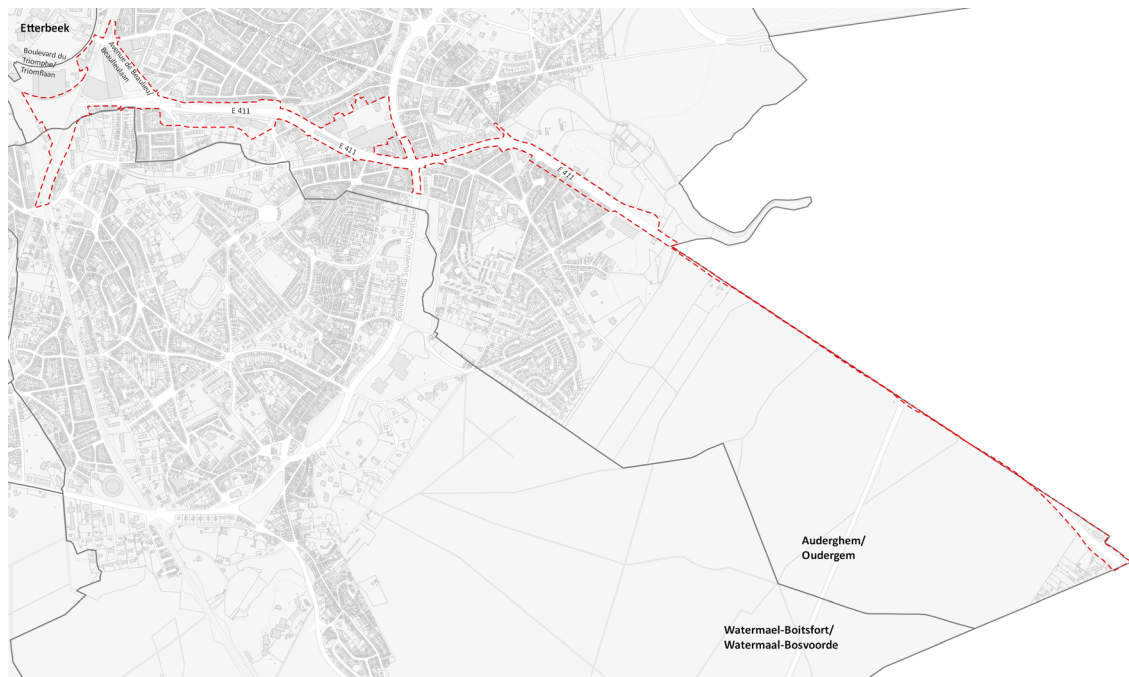 Etterbeek
Boulevard du
Triomphe/
Triomflaan
Avenue de Beaulieu/
Beaulieulaan
E 411
E 411
E 411
Boulevard du Souverain/Vorstlaan
Auderghem/
Oudergem
Watermael-Boitsfort/
Watermaal-Bosvoorde